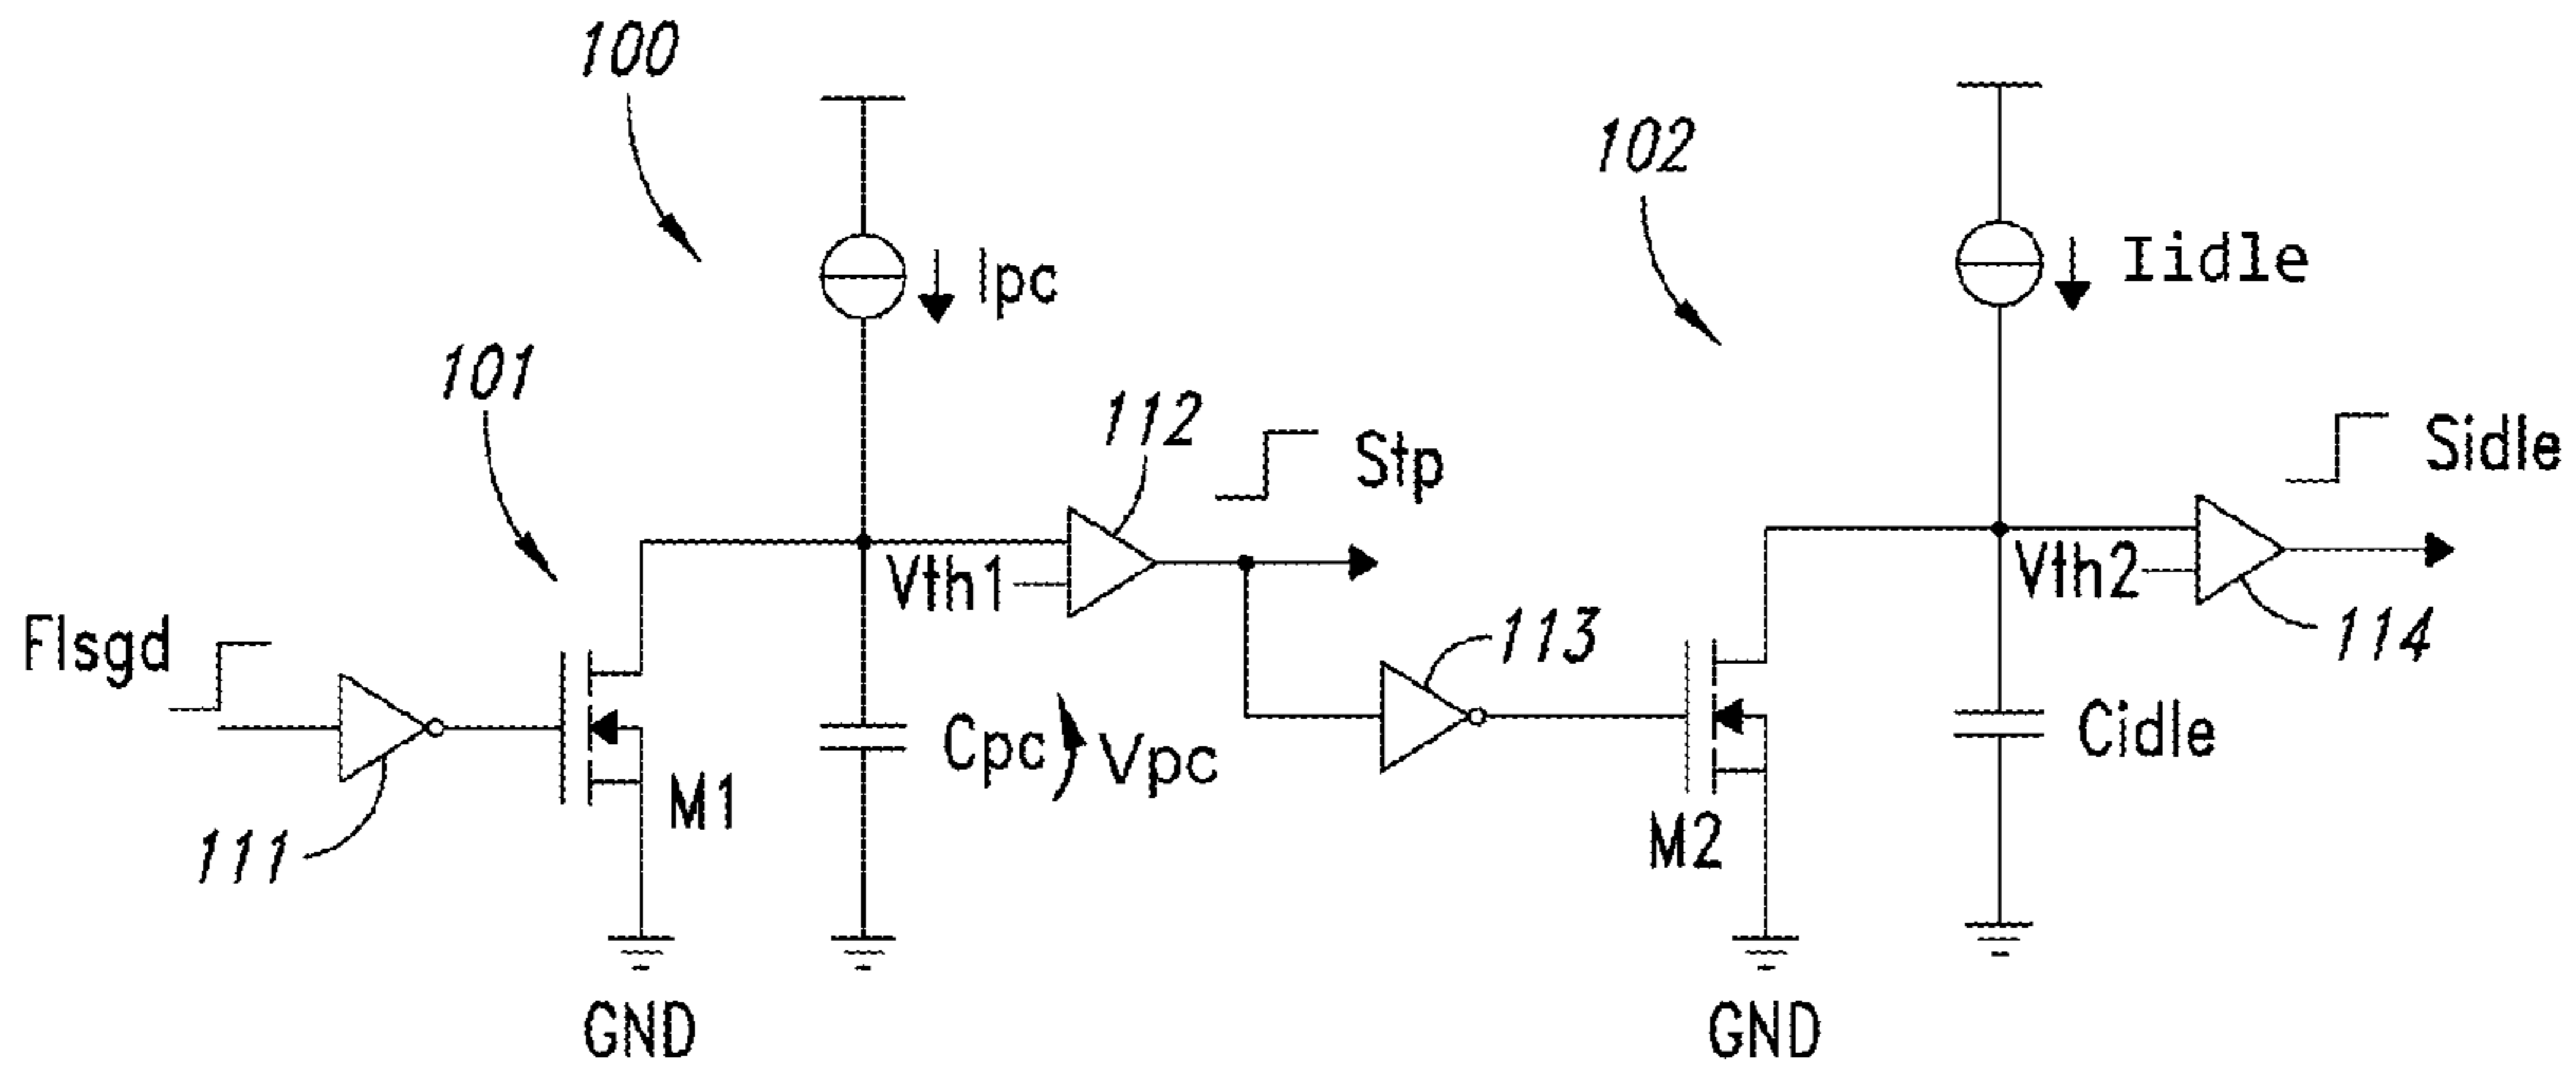 100
102
Ipc
Iidle
101
112
Stp
Sidle
Vth1
Vth2
Flsgd
113
114
Cpc
Vpc
Cidle
M1
M2
111
GND
GND